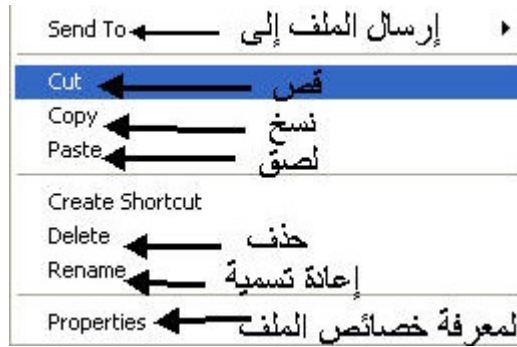 Send To إرسال الملف إلى
Cut قص
Copy نسخ
Paste لصق
Create Shortcut
Delete حذف
Rename إعادة تسمية
Properties لمعرفة خصائص الملف